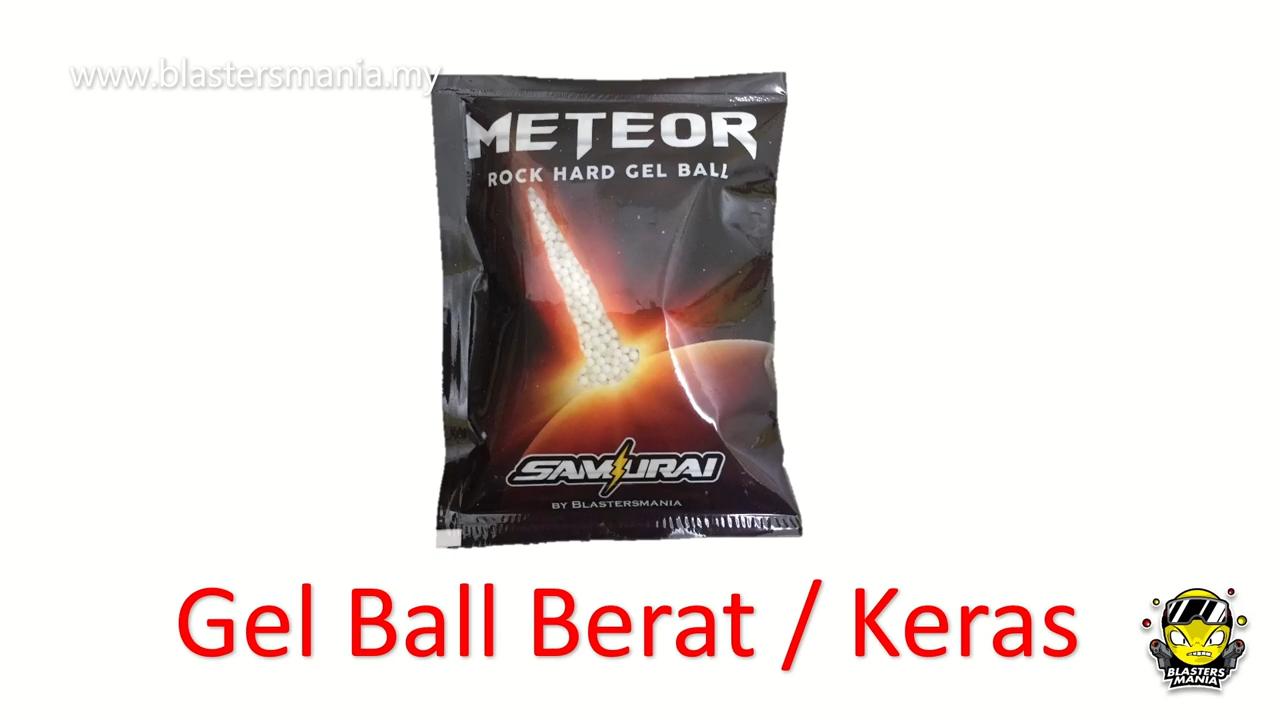 www.blastersmania.my
METEOR
ROCK HARD GEL BALL
SAMURAI
BY BLASTERSMANIA
Gel Ball Berat / Keras
BLASTERS
MANIA